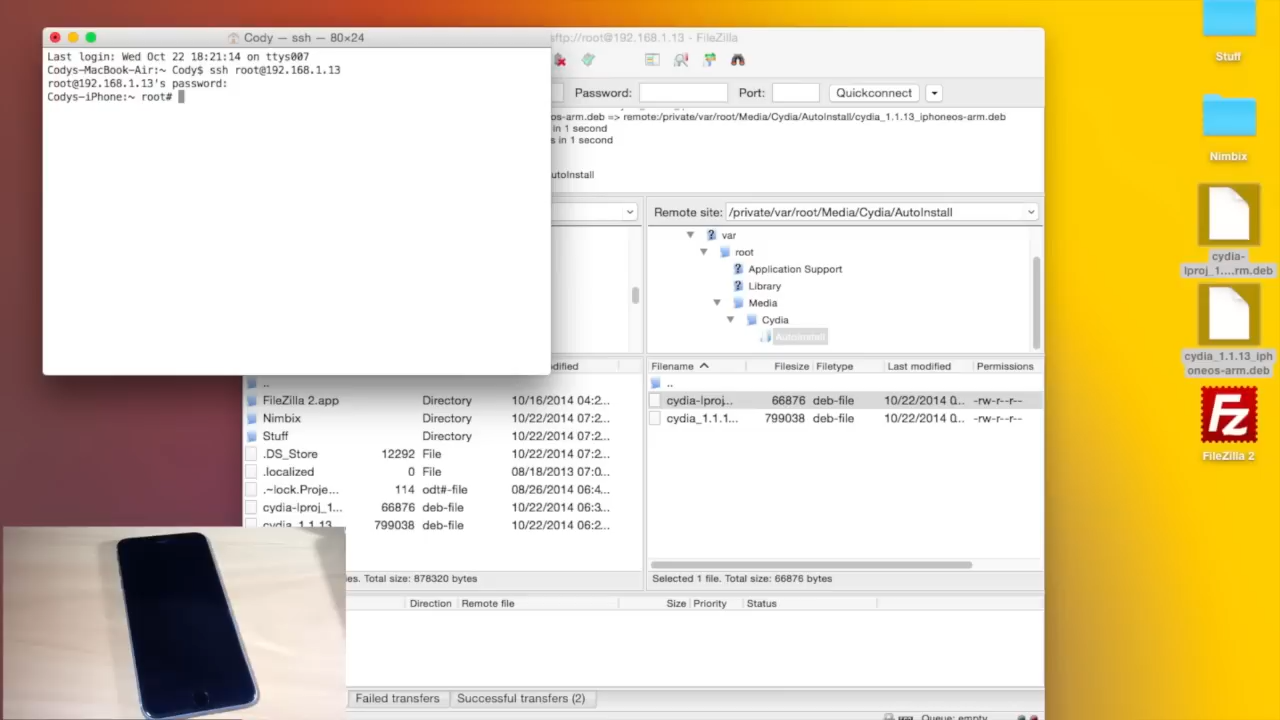 Cody — ssh — 80×24
Last login: Wed Oct 22 18:21:14 on ttys007
Codys-MacBook-Air:~ Cody$ ssh root@192.168.1.13
root@192.168.1.13's password:
Codys-iPhone:~ root#
sftp://root@192.168.1.13 - FileZilla
Password:
Port:
Quickconnect
os-arm.deb => remote:/private/var/root/Media/Cydia/AutoInstall/cydia_1.1.13_iphoneos-arm.deb
in 1 second
s in 1 second
utoInstall
Remote site: /private/var/root/Media/Cydia/AutoInstall
? var
root
? Application Support
? Library
Media
Cydia
AutoInstall
dified
..
FileZilla 2.app Directory 10/16/2014 04:2...
Nimbix Directory 10/22/2014 07:2...
Stuff Directory 10/22/2014 07:2...
.DS_Store 12292 File 10/22/2014 07:2...
.localized 0 File 08/18/2013 07:0...
.~lock.Proje... 114 odt#-file 08/26/2014 06:4...
cydia-lproj_1... 66876 deb-file 10/22/2014 06:3...
cydia_1.1.13... 799038 deb-file 10/22/2014 06:2...
es. Total size: 878320 bytes
Filename Filesize Filetype Last modified Permissions
..
cydia-lproj... 66876 deb-file 10/22/2014 0... -rw-r--r--
cydia_1.1.1... 799038 deb-file 10/22/2014 0... -rw-r--r--
Selected 1 file. Total size: 66876 bytes
Direction Remote file Size Priority Status
Failed transfers Successful transfers (2)
Queue: empty
Stuff
Nimbix
cydia-
lproj_1....rm.deb
cydia_1.1.13_iph
oneos-arm.deb
Fz
FileZilla 2